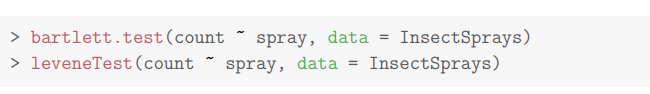 > bartlett.test(count ~ spray, data = InsectSprays)
> leveneTest(count ~ spray, data = InsectSprays)